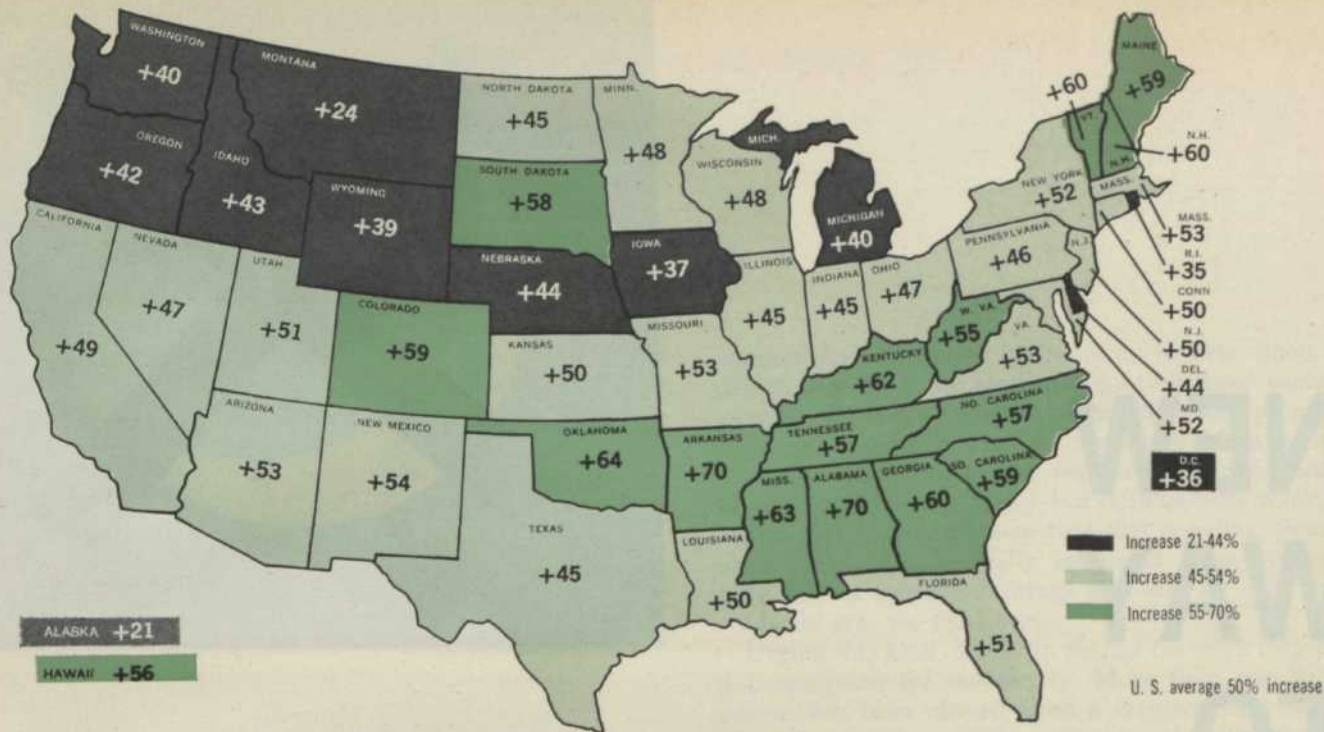 WASHINGTON
+40
MONTANA
+24
NORTH DAKOTA
+45
MINN.
+48
OREGON
+42
IDAHO
+43
WYOMING
+39
SOUTH DAKOTA
+58
WISCONSIN
+48
MICH.
MICHIGAN
+40
NEW YORK
+52
+60
VT.
MAINE
+59
N.H.
N.H.
+60
MASS.
MASS.
+53
R.I.
+35
CONN
+50
N.J.
N.J.
+50
DEL.
+44
MD.
+52
D.C.
+36
CALIFORNIA
+49
NEVADA
+47
UTAH
+51
COLORADO
+59
NEBRASKA
+44
IOWA
+37
ILLINOIS
+45
INDIANA
+45
OHIO
+47
PENNSYLVANIA
+46
W. VA.
+55
VA.
+53
KANSAS
+50
MISSOURI
+53
KENTUCKY
+62
ARIZONA
+53
NEW MEXICO
+54
OKLAHOMA
+64
ARKANSAS
+70
TENNESSEE
+57
NO. CAROLINA
+57
SO. CAROLINA
+59
TEXAS
+45
LOUISIANA
+50
MISS.
+63
ALABAMA
+70
GEORGIA
+60
FLORIDA
+51
ALASKA +21
HAWAII +56
Increase 21-44%
Increase 45-54%
Increase 55-70%
U. S. average 50% increase